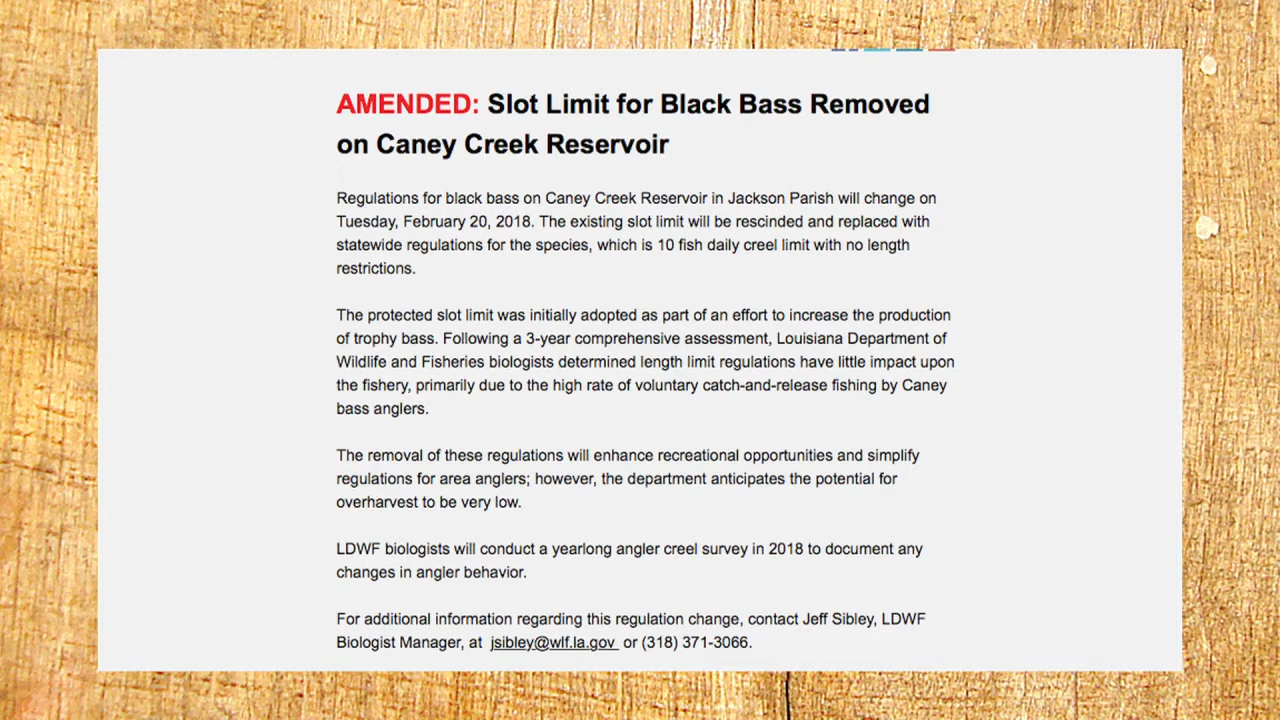 AMENDED: Slot Limit for Black Bass Removed
on Caney Creek Reservoir
Regulations for black bass on Caney Creek Reservoir in Jackson Parish will change on
Tuesday, February 20, 2018. The existing slot limit will be rescinded and replaced with
statewide regulations for the species, which is 10 fish daily creel limit with no length
restrictions.
The protected slot limit was initially adopted as part of an effort to increase the production
of trophy bass. Following a 3-year comprehensive assessment, Louisiana Department of
Wildlife and Fisheries biologists determined length limit regulations have little impact upon
the fishery, primarily due to the high rate of voluntary catch-and-release fishing by Caney
bass anglers.
The removal of these regulations will enhance recreational opportunities and simplify
regulations for area anglers; however, the department anticipates the potential for
overharvest to be very low.
LDWF biologists will conduct a yearlong angler creel survey in 2018 to document any
changes in angler behavior.
For additional information regarding this regulation change, contact Jeff Sibley, LDWF
Biologist Manager, at jsibley@wlf.la.gov or (318) 371-3066.